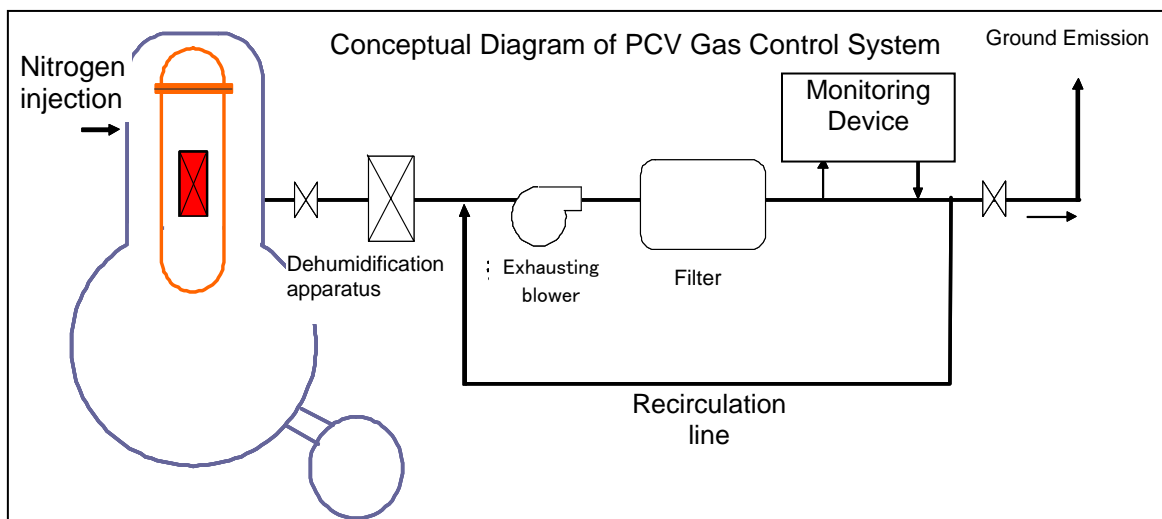 Conceptual Diagram of PCV Gas Control System
Ground Emission
Nitrogen
injection
Monitoring
Device
Dehumidification
apparatus
Exhausting
blower
Filter
Recirculation
line